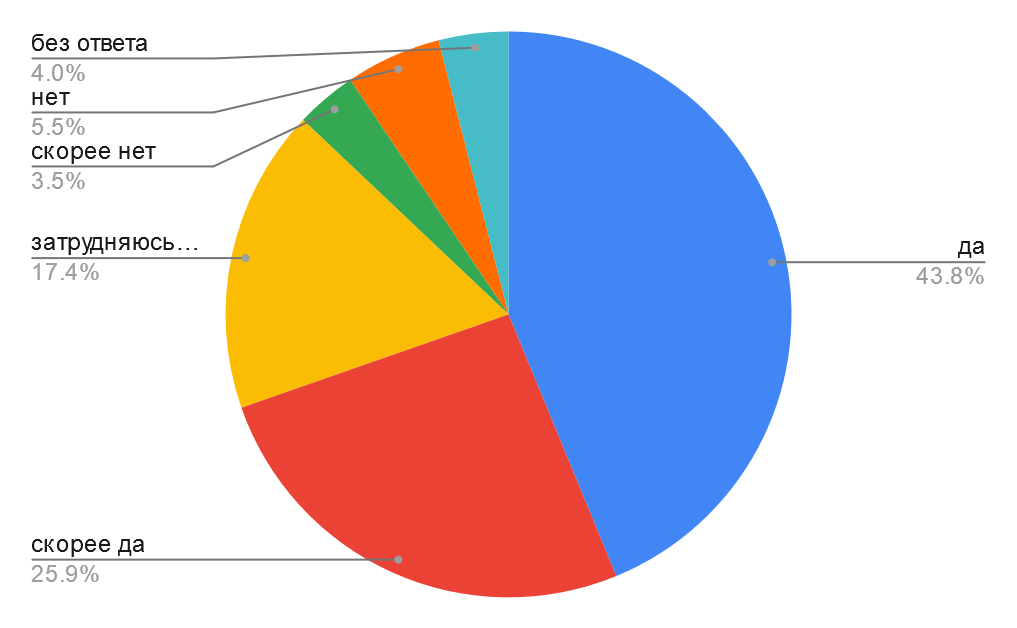 без ответа
4.0%
нет
5.5%
скорее нет
3.5%
затрудняюсь…
17.4%
да
43.8%
скорее да
25.9%